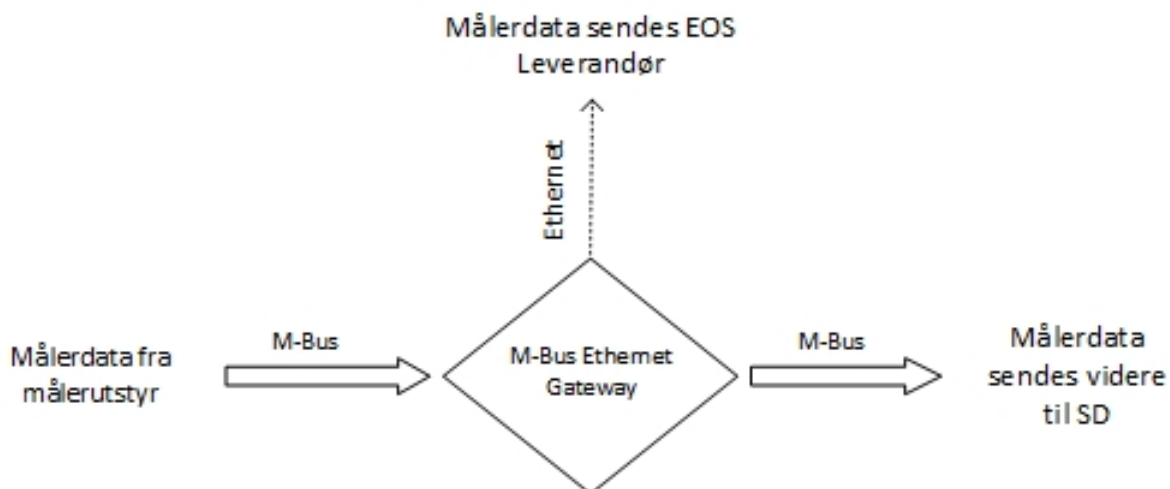 Målerdata sendes EOS
Leverandør
Ethernet
Målerdata fra
målerutstyr
M-Bus
M-Bus Ethernet
Gateway
M-Bus
Målerdata
sendes videre
til SD